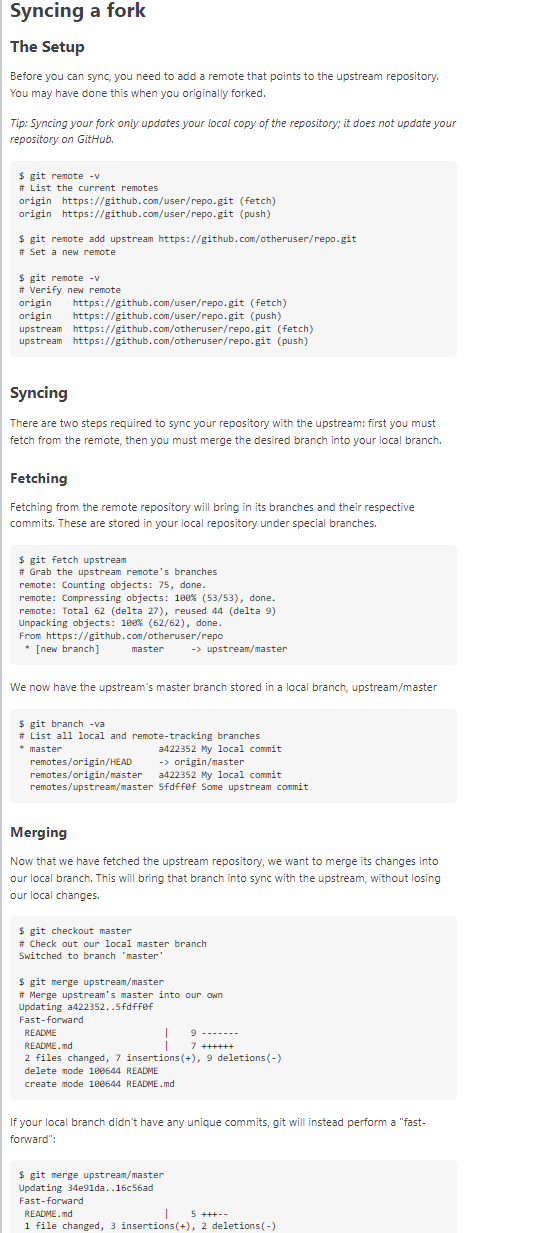 Syncing a fork
The Setup
Before you can sync, you need to add a remote that points to the upstream repository.
You may have done this when you originally forked.
Tip: Syncing your fork only updates your local copy of the repository; it does not update your
repository on GitHub.
$ git remote -v
# List the current remotes
origin  https://github.com/user/repo.git (fetch)
origin  https://github.com/user/repo.git (push)
$ git remote add upstream https://github.com/otheruser/repo.git
# Set a new remote
$ git remote -v
# Verify new remote
origin    https://github.com/user/repo.git (fetch)
origin    https://github.com/user/repo.git (push)
upstream  https://github.com/otheruser/repo.git (fetch)
upstream  https://github.com/otheruser/repo.git (push)
Syncing
There are two steps required to sync your repository with the upstream: first you must
fetch from the remote, then you must merge the desired branch into your local branch.
Fetching
Fetching from the remote repository will bring in its branches and their respective
commits. These are stored in your local repository under special branches.
$ git fetch upstream
# Grab the upstream remote's branches
remote: Counting objects: 75, done.
remote: Compressing objects: 100% (53/53), done.
remote: Total 62 (delta 27), reused 44 (delta 9)
Unpacking objects: 100% (62/62), done.
From https://github.com/otheruser/repo
 * [new branch]      master     -> upstream/master
We now have the upstream's master branch stored in a local branch, upstream/master
$ git branch -va
# List all local and remote-tracking branches
* master                  a422352 My local commit
  remotes/origin/HEAD     -> origin/master
  remotes/origin/master   a422352 My local commit
  remotes/upstream/master 5fdff0f Some upstream commit
Merging
Now that we have fetched the upstream repository, we want to merge its changes into
our local branch. This will bring that branch into sync with the upstream, without losing
our local changes.
$ git checkout master
# Check out our local master branch
Switched to branch 'master'
$ git merge upstream/master
# Merge upstream's master into our own
Updating a422352..5fdff0f
Fast-forward
 README                    |    9 -------
 README.md                 |    7 ++++++
 2 files changed, 7 insertions(+), 9 deletions(-)
 delete mode 100644 README
 create mode 100644 README.md
If your local branch didn't have any unique commits, git will instead perform a "fast-
forward":
$ git merge upstream/master
Updating 34e91da..16c56ad
Fast-forward
 README.md                 |    5 +++--
 1 file changed, 3 insertions(+), 2 deletions(-)